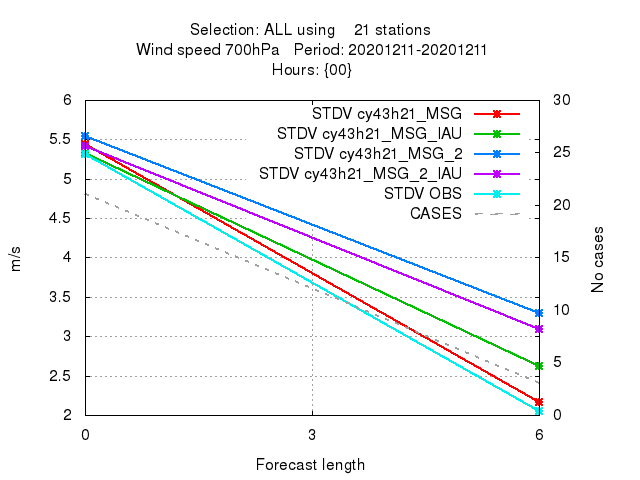 Selection: ALL using    21 stations
Wind speed 700hPa   Period: 20201211-20201211
Hours: {00}
STDV cy43h21_MSG
STDV cy43h21_MSG_IAU
STDV cy43h21_MSG_2
STDV cy43h21_MSG_2_IAU
STDV OBS
CASES
6
5.5
5
4.5
4
3.5
3
2.5
2
m/s
30
25
20
15
10
5
0
No cases
0 3 6
Forecast length